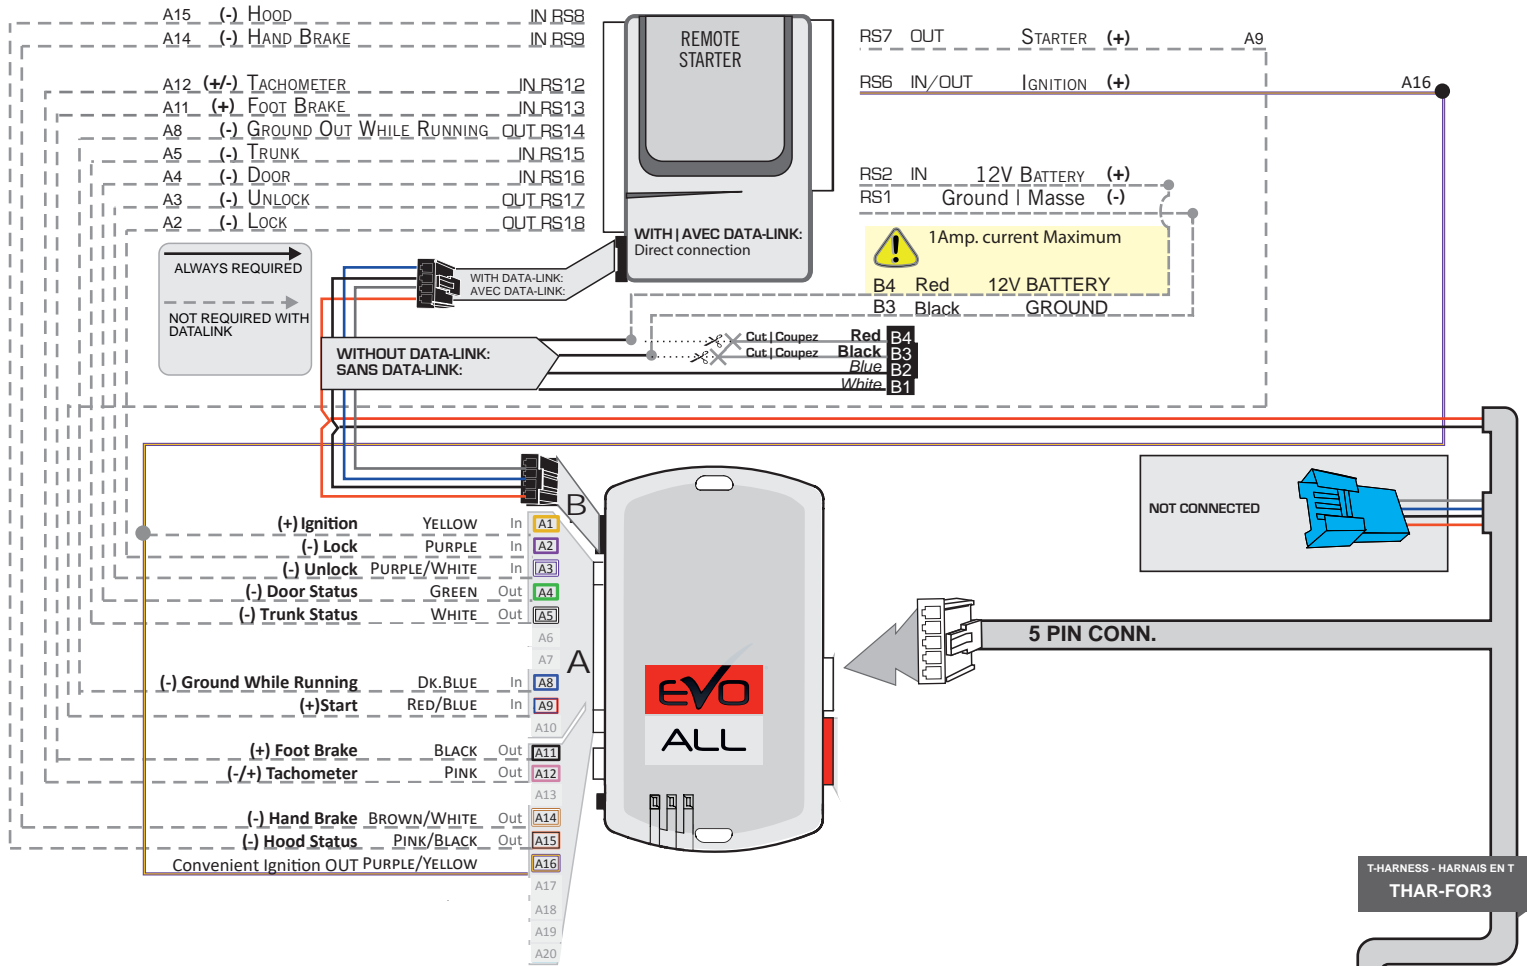 A15 (-) HOOD IN RS8
A14 (-) HAND BRAKE IN RS9
A12 (+/-) TACHOMETER IN RS12
A11 (+) FOOT BRAKE IN RS13
A8 (-) GROUND OUT WHILE RUNNING OUT RS14
A5 (-) TRUNK IN RS15
A4 (-) DOOR IN RS16
A3 (-) UNLOCK OUT RS17
A2 (-) LOCK OUT RS18
REMOTE
STARTER
WITH | AVEC DATA-LINK:
Direct connection
RS7 OUT STARTER (+) A9
RS6 IN/OUT IGNITION (+) A16
RS2 IN 12V BATTERY (+)
RS1 Ground | Masse (-)
1Amp. current Maximum
B4 Red 12V BATTERY
B3 Black GROUND
ALWAYS REQUIRED
NOT REQUIRED WITH
DATALINK
WITH DATA-LINK:
AVEC DATA-LINK:
WITHOUT DATA-LINK:
SANS DATA-LINK:
Cut | Coupez Red B4
Cut | Coupez Black B3
Blue B2
White B1
NOT CONNECTED
B
A
(+) Ignition YELLOW In A1
(-) Lock PURPLE In A2
(-) Unlock PURPLE/WHITE In A3
(-) Door Status GREEN Out A4
(-) Trunk Status WHITE Out A5
A6
A7
(-) Ground While Running DK.BLUE In A8
(+)Start RED/BLUE In A9
A10
(+) Foot Brake BLACK Out A11
(-/+) Tachometer PINK Out A12
A13
(-) Hand Brake BROWN/WHITE Out A14
(-) Hood Status PINK/BLACK Out A15
Convenient Ignition OUT PURPLE/YELLOW A16
A17
A18
A19
A20
EVO
ALL
5 PIN CONN.
T-HARNESS - HARNAIS EN T
THAR-FOR3